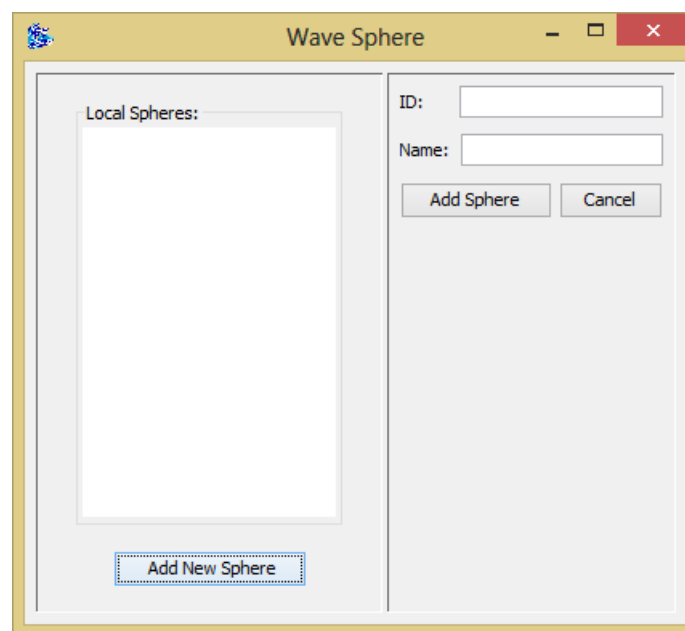 Wave Sphere
Local Spheres:
Add New Sphere
ID:
Name:
Add Sphere Cancel